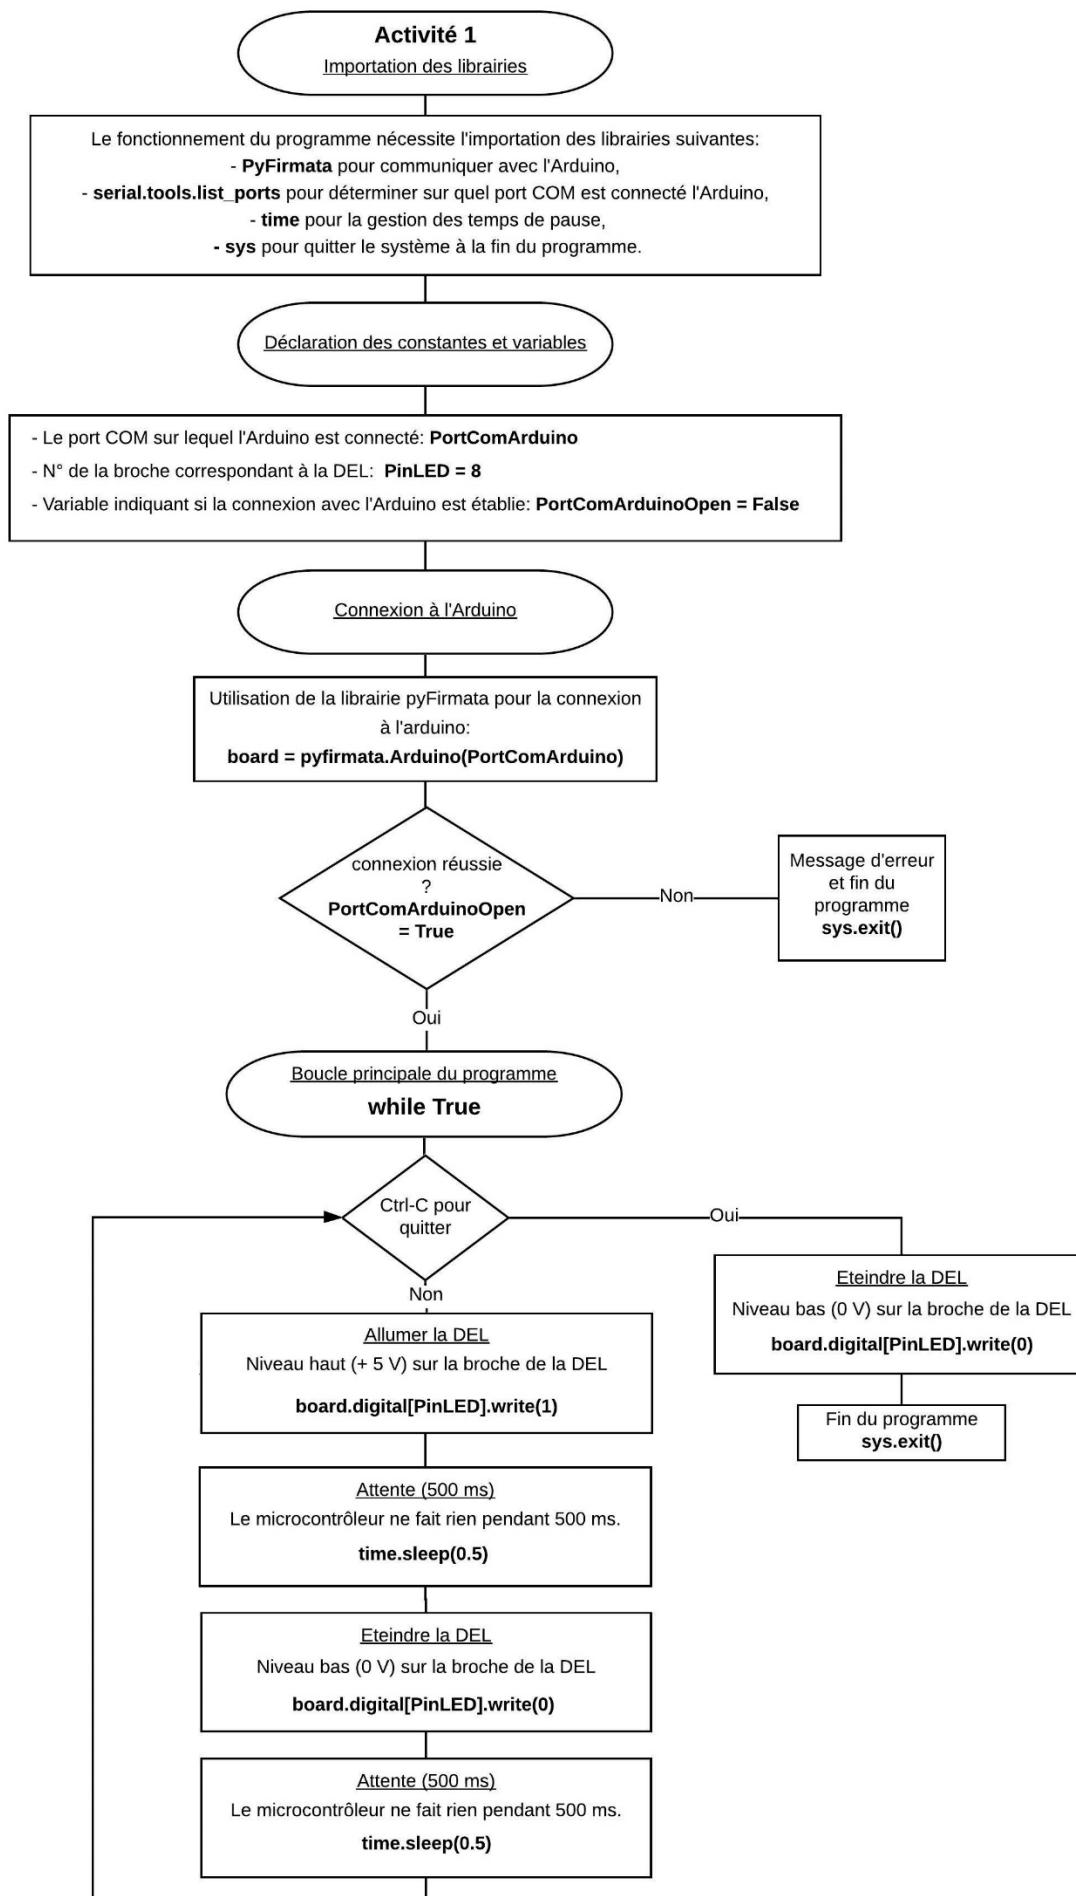 Activité 1
Importation des librairies
Le fonctionnement du programme nécessite l'importation des librairies suivantes:
- PyFirmata pour communiquer avec l'Arduino,
- serial.tools.list_ports pour déterminer sur quel port COM est connecté l'Arduino,
- time pour la gestion des temps de pause,
- sys pour quitter le système à la fin du programme.
Déclaration des constantes et variables
- Le port COM sur lequel l'Arduino est connecté: PortComArduino
- N° de la broche correspondant à la DEL: PinLED = 8
- Variable indiquant si la connexion avec l'Arduino est établie: PortComArduinoOpen = False
Connexion à l'Arduino
Utilisation de la librairie pyFirmata pour la connexion
à l'arduino:
board = pyfirmata.Arduino(PortComArduino)
connexion réussie
?
PortComArduinoOpen
= True
Non
Message d'erreur
et fin du
programme
sys.exit()
Oui
Boucle principale du programme
while True
Ctrl-C pour
quitter
Oui
Eteindre la DEL
Niveau bas (0 V) sur la broche de la DEL
board.digital[PinLED].write(0)
Fin du programme
sys.exit()
Non
Allumer la DEL
Niveau haut (+ 5 V) sur la broche de la DEL
board.digital[PinLED].write(1)
Attente (500 ms)
Le microcontrôleur ne fait rien pendant 500 ms.
time.sleep(0.5)
Eteindre la DEL
Niveau bas (0 V) sur la broche de la DEL
board.digital[PinLED].write(0)
Attente (500 ms)
Le microcontrôleur ne fait rien pendant 500 ms.
time.sleep(0.5)